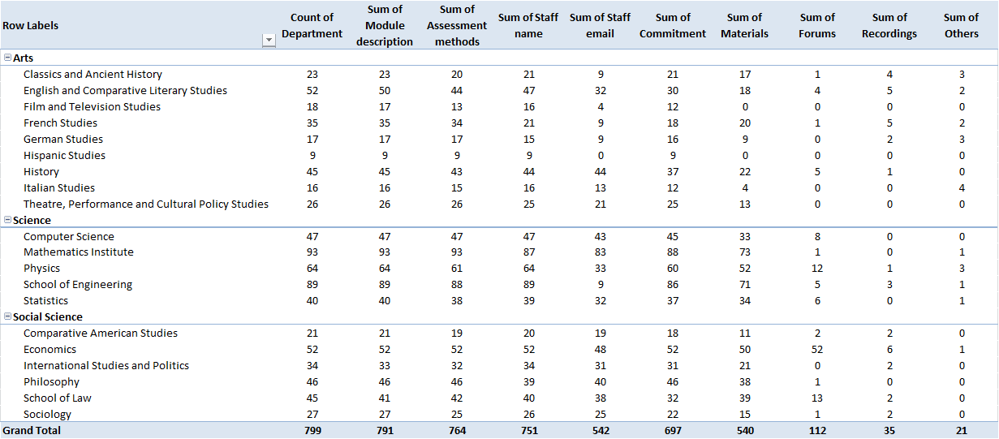 Row Labels Count of Department Sum of Module description Sum of Assessment methods Sum of Staff name Sum of Staff email Sum of Commitment Sum of Materials Sum of Forums Sum of Recordings Sum of Others
Arts
Classics and Ancient History 23 23 20 21 9 21 17 1 4 3
English and Comparative Literary Studies 52 50 44 47 32 30 18 4 5 2
Film and Television Studies 18 17 13 16 4 12 0 0 0 0
French Studies 35 35 34 21 9 18 20 1 5 2
German Studies 17 17 17 15 9 16 9 0 2 3
Hispanic Studies 9 9 9 9 0 9 0 0 0 0
History 45 45 43 44 44 37 22 5 1 0
Italian Studies 16 16 15 16 13 12 4 0 0 4
Theatre, Performance and Cultural Policy Studies 26 26 26 25 21 25 13 0 0 0
Science
Computer Science 47 47 47 47 43 45 33 8 0 0
Mathematics Institute 93 93 93 87 83 88 73 1 0 1
Physics 64 64 61 64 33 60 52 12 1 3
School of Engineering 89 89 88 89 9 86 71 5 3 1
Statistics 40 40 38 39 32 37 34 6 0 1
Social Science
Comparative American Studies 21 21 19 20 19 18 11 2 2 0
Economics 52 52 52 52 48 52 50 52 6 1
International Studies and Politics 34 33 32 34 31 31 21 0 2 0
Philosophy 46 46 46 39 40 46 38 1 0 0
School of Law 45 41 42 40 38 32 39 13 2 0
Sociology 27 27 25 26 25 22 15 1 2 0
Grand Total 799 791 764 751 542 697 540 112 35 21